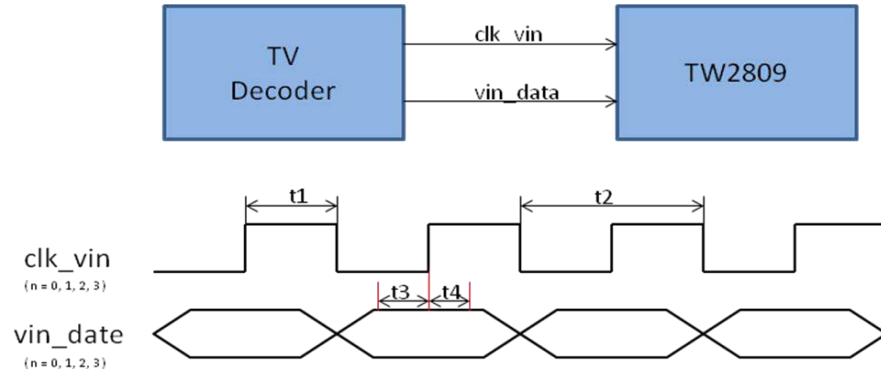 TV
Decoder
clk_vin
vin_data
TW2809
t1
t2
clk_vin
(n = 0, 1, 2, 3)
t3
t4
vin_date
(n = 0, 1, 2, 3)